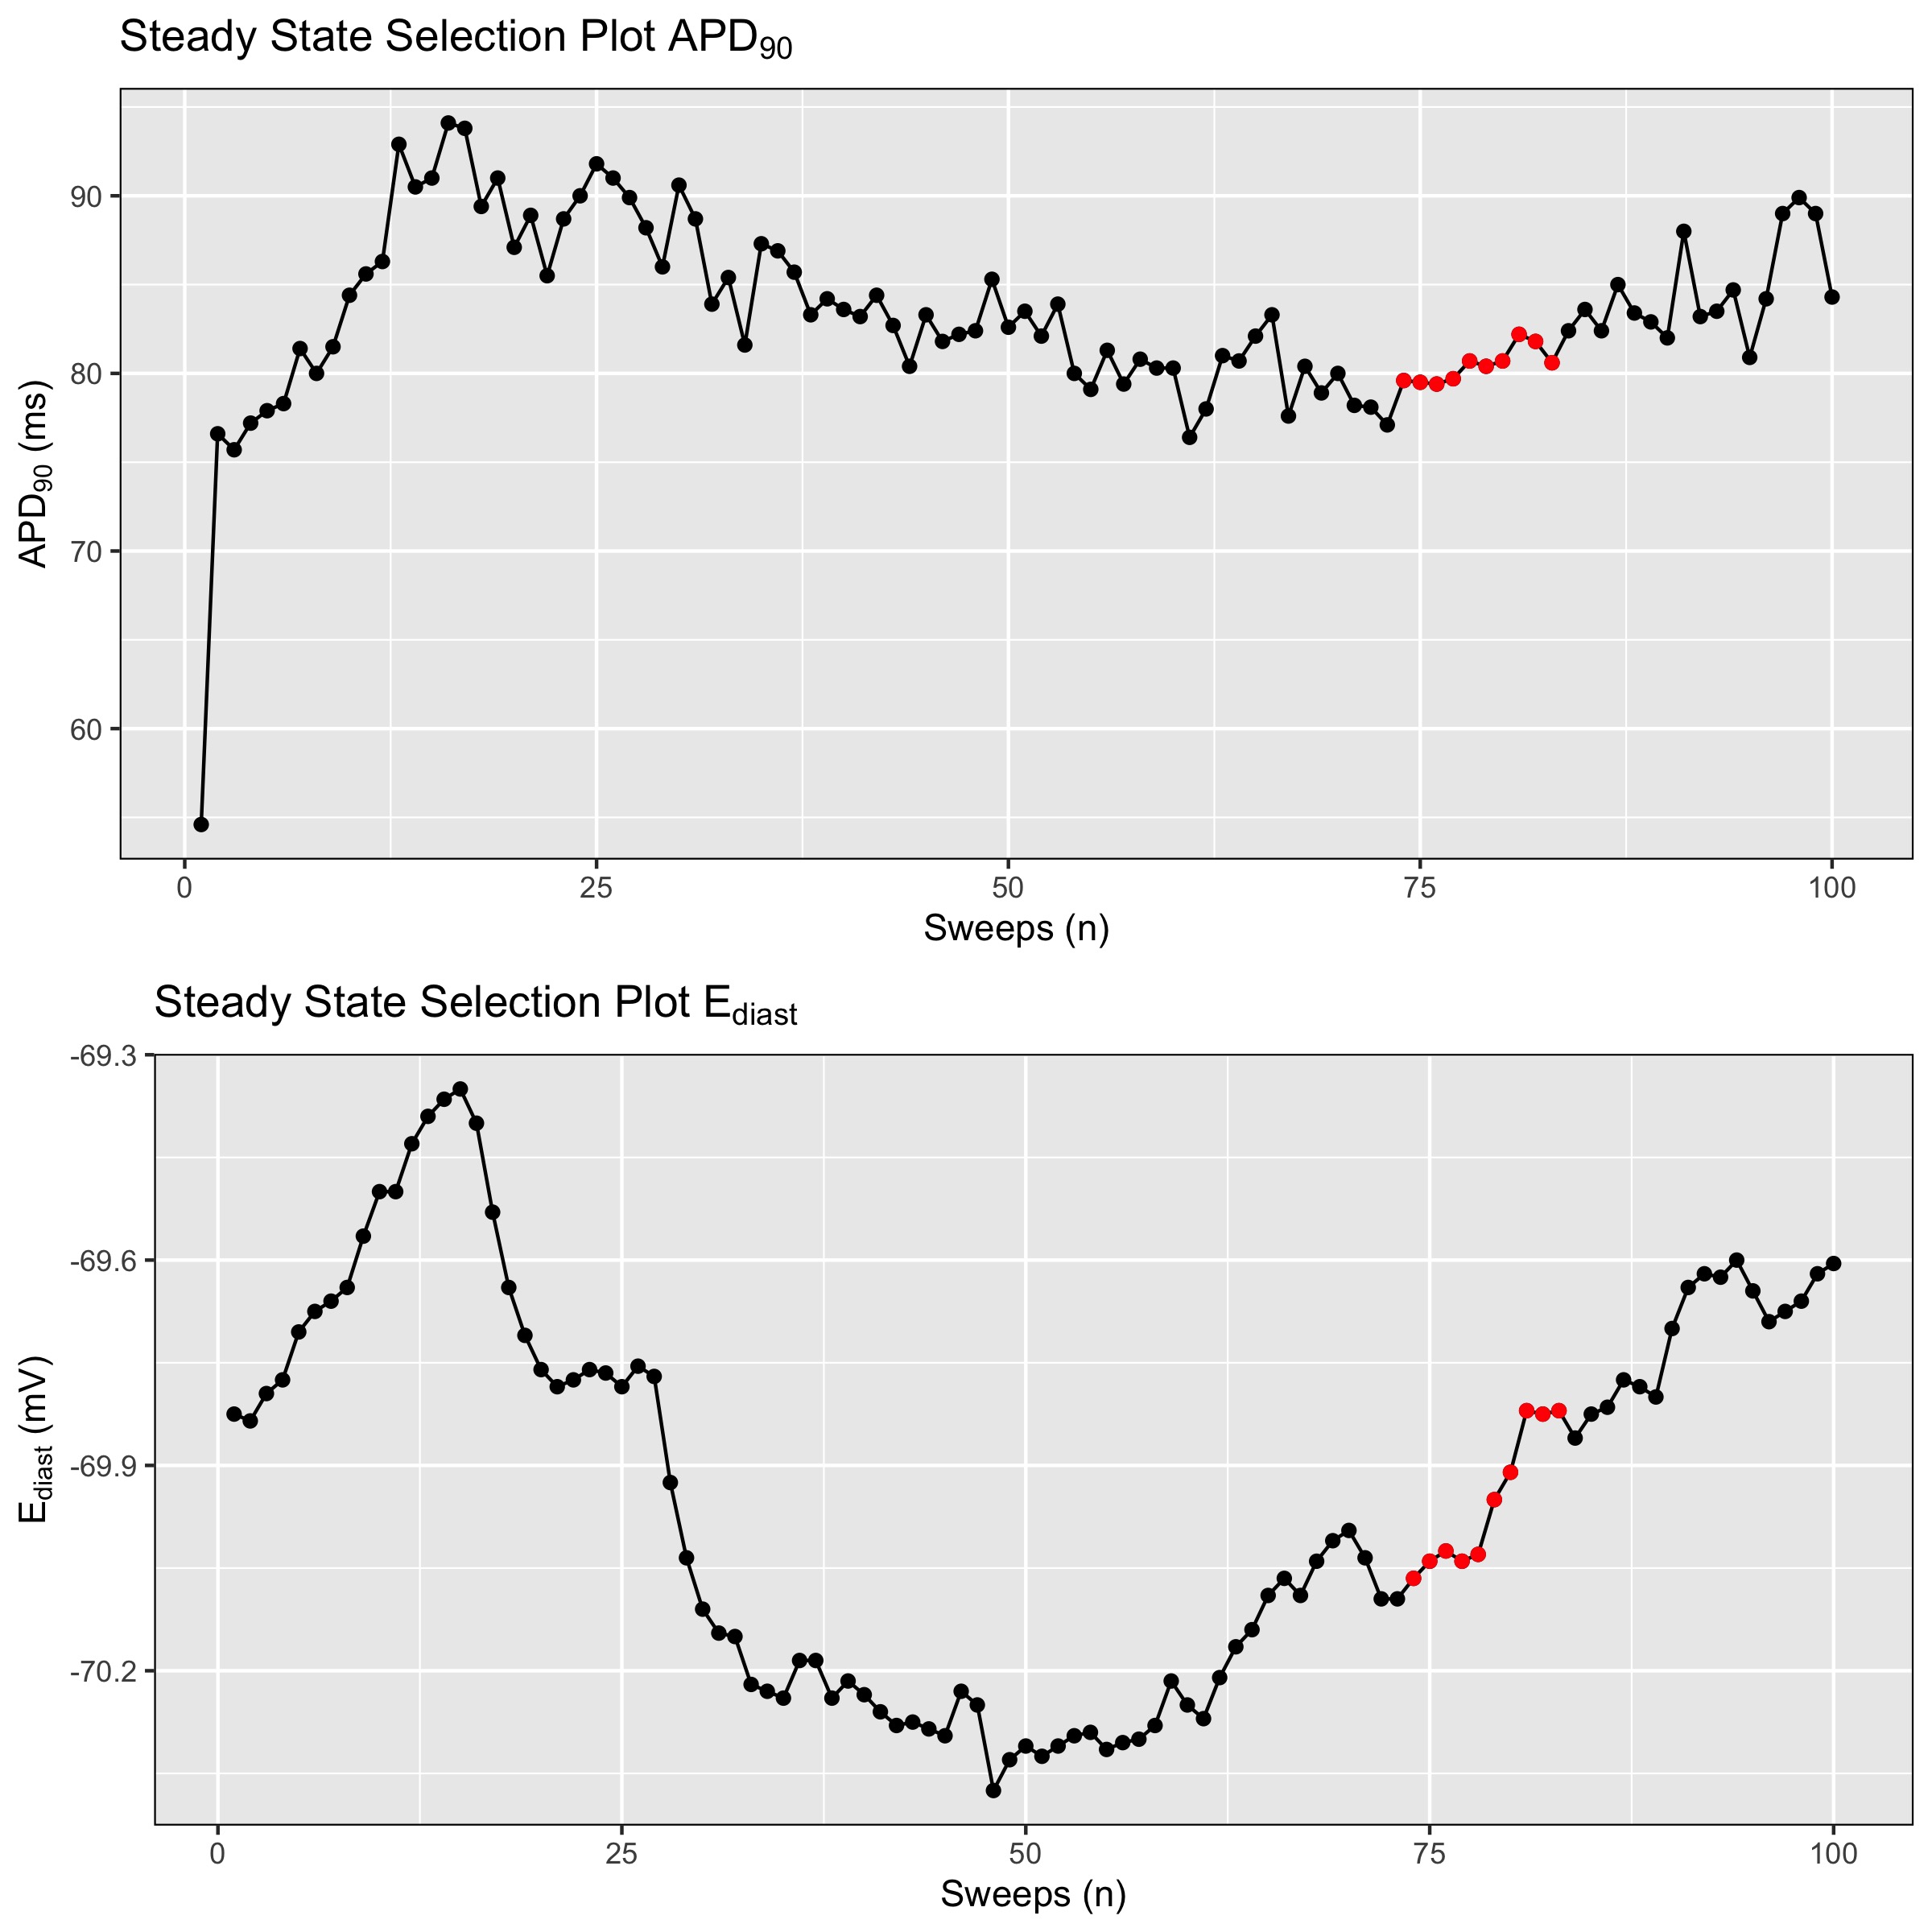 Steady State Selection Plot APD90
APD90 (ms)
90
80
70
60
0 25 50 75 100
Sweeps (n)
Steady State Selection Plot Ediast
Ediast (mV)
-69.3
-69.6
-69.9
-70.2
0 25 50 75 100
Sweeps (n)